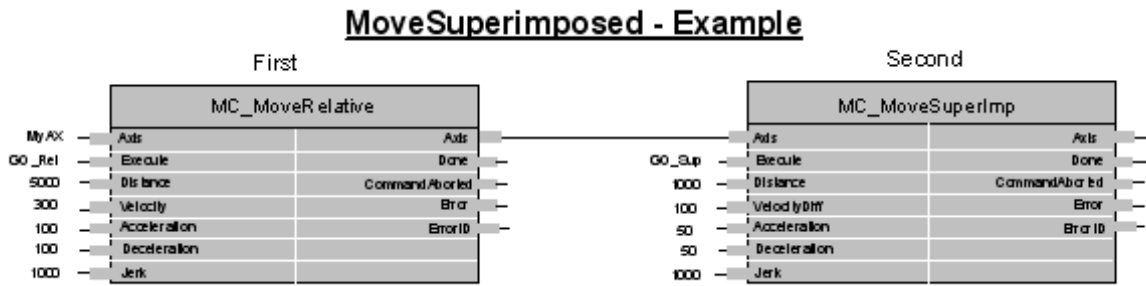 MoveSuperimposed - Example
First
Second
MC_MoveRelative
MC_MoveSuperImp
MyAX Axis Axis
Axis Axis
GO_Rel Execute Done
GO_Sup Execute Done
5000 Distance CommandAborted
1000 Distance CommandAborted
300 Velocity Error
100 VelocityDiff Error
100 Acceleration ErrorID
50 Acceleration ErrorID
100 Deceleration
50 Deceleration
1000 Jerk
1000 Jerk